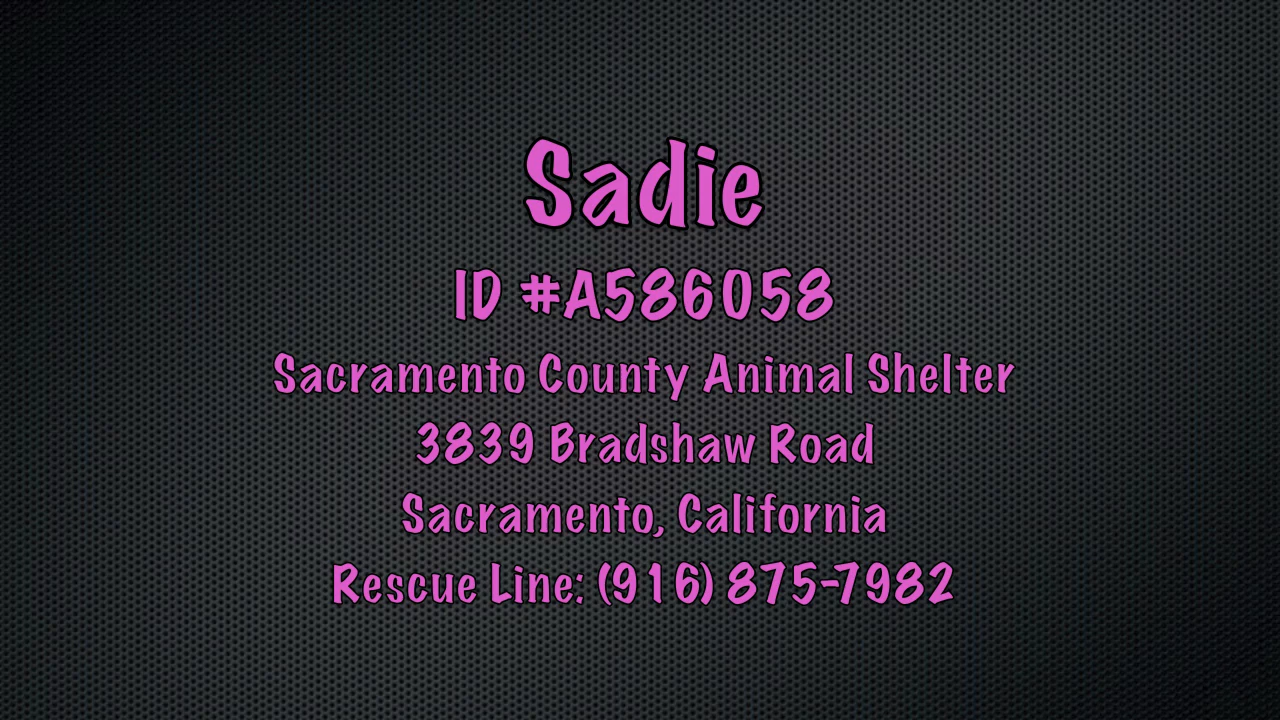 Sadie
ID #A586058
Sacramento County Animal Shelter
3839 Bradshaw Road
Sacramento, California
Rescue Line: (916) 875-7982